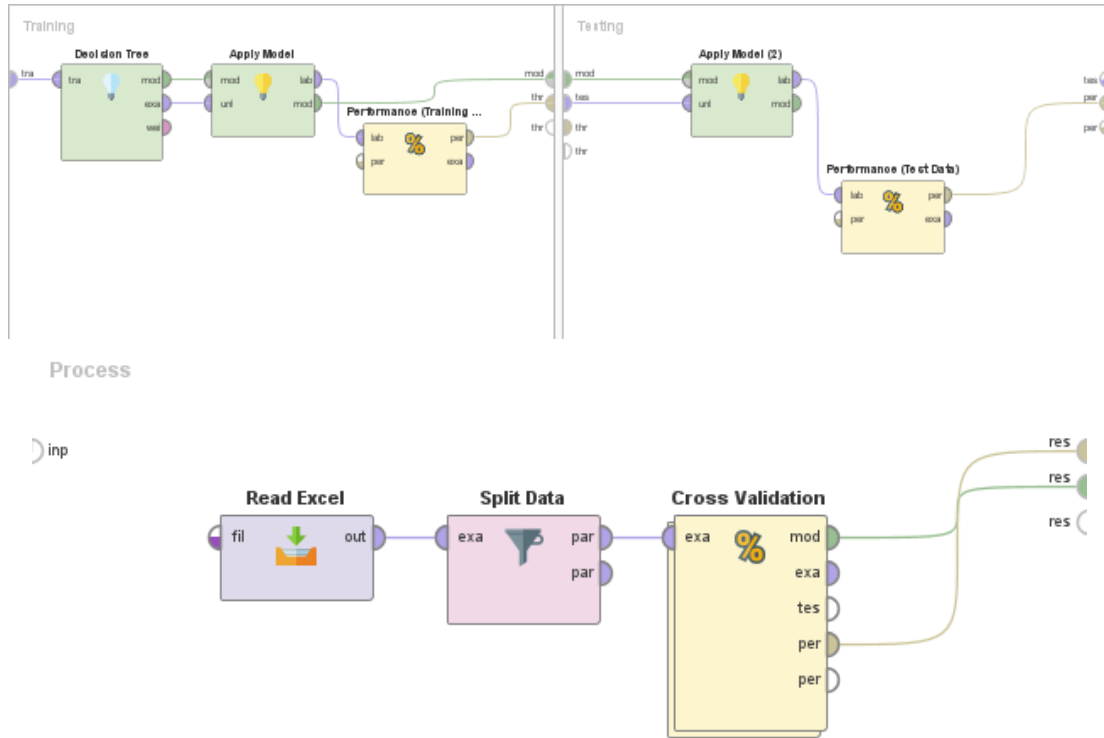 Training
Testing
Decision Tree
Apply Model
Apply Model (2)
tra
tra
mod
mod
lab
mod
mod
mod
lab
tes
exa
unl
mod
thr
tes
unl
mod
per
wei
Performance (Training ...
thr
thr
per
lab
per
thr
per
exa
Performance (Test Data)
lab
per
per
exa
Process
inp
res
Read Excel
Split Data
Cross Validation
res
fil
out
exa
par
exa
mod
res
par
exa
tes
per
per